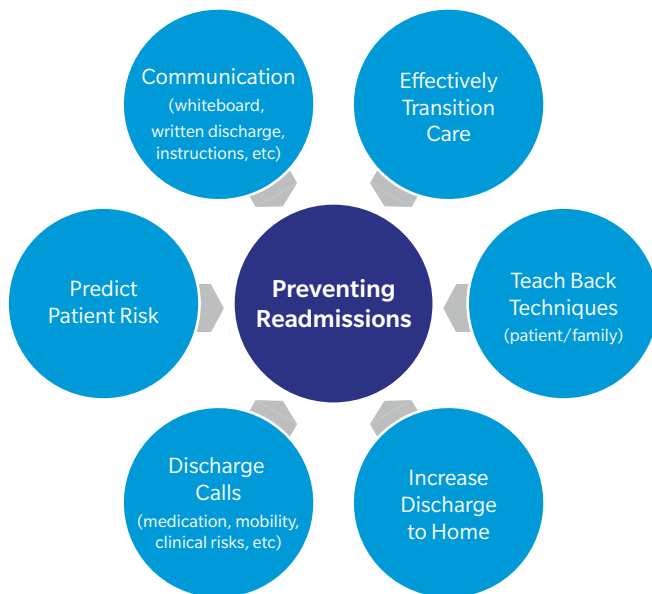 Communication
(whiteboard,
written discharge,
instructions, etc)
Effectively
Transition
Care
Predict
Patient Risk
Preventing
Readmissions
Teach Back
Techniques
(patient/family)
Discharge
Calls
(medication, mobility,
clinical risks, etc)
Increase
Discharge
to Home